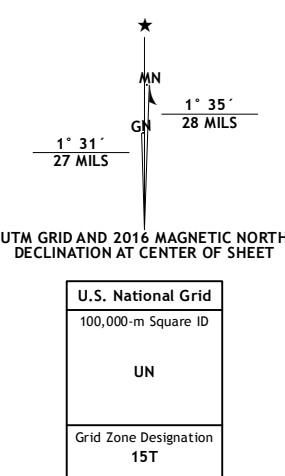 ★
MN
1° 35´
28 MILS
GN
1° 31´
27 MILS
UTM GRID AND 2016 MAGNETIC NORTH
DECLINATION AT CENTER OF SHEET
U.S. National Grid
100,000-m Square ID
UN
Grid Zone Designation
15T